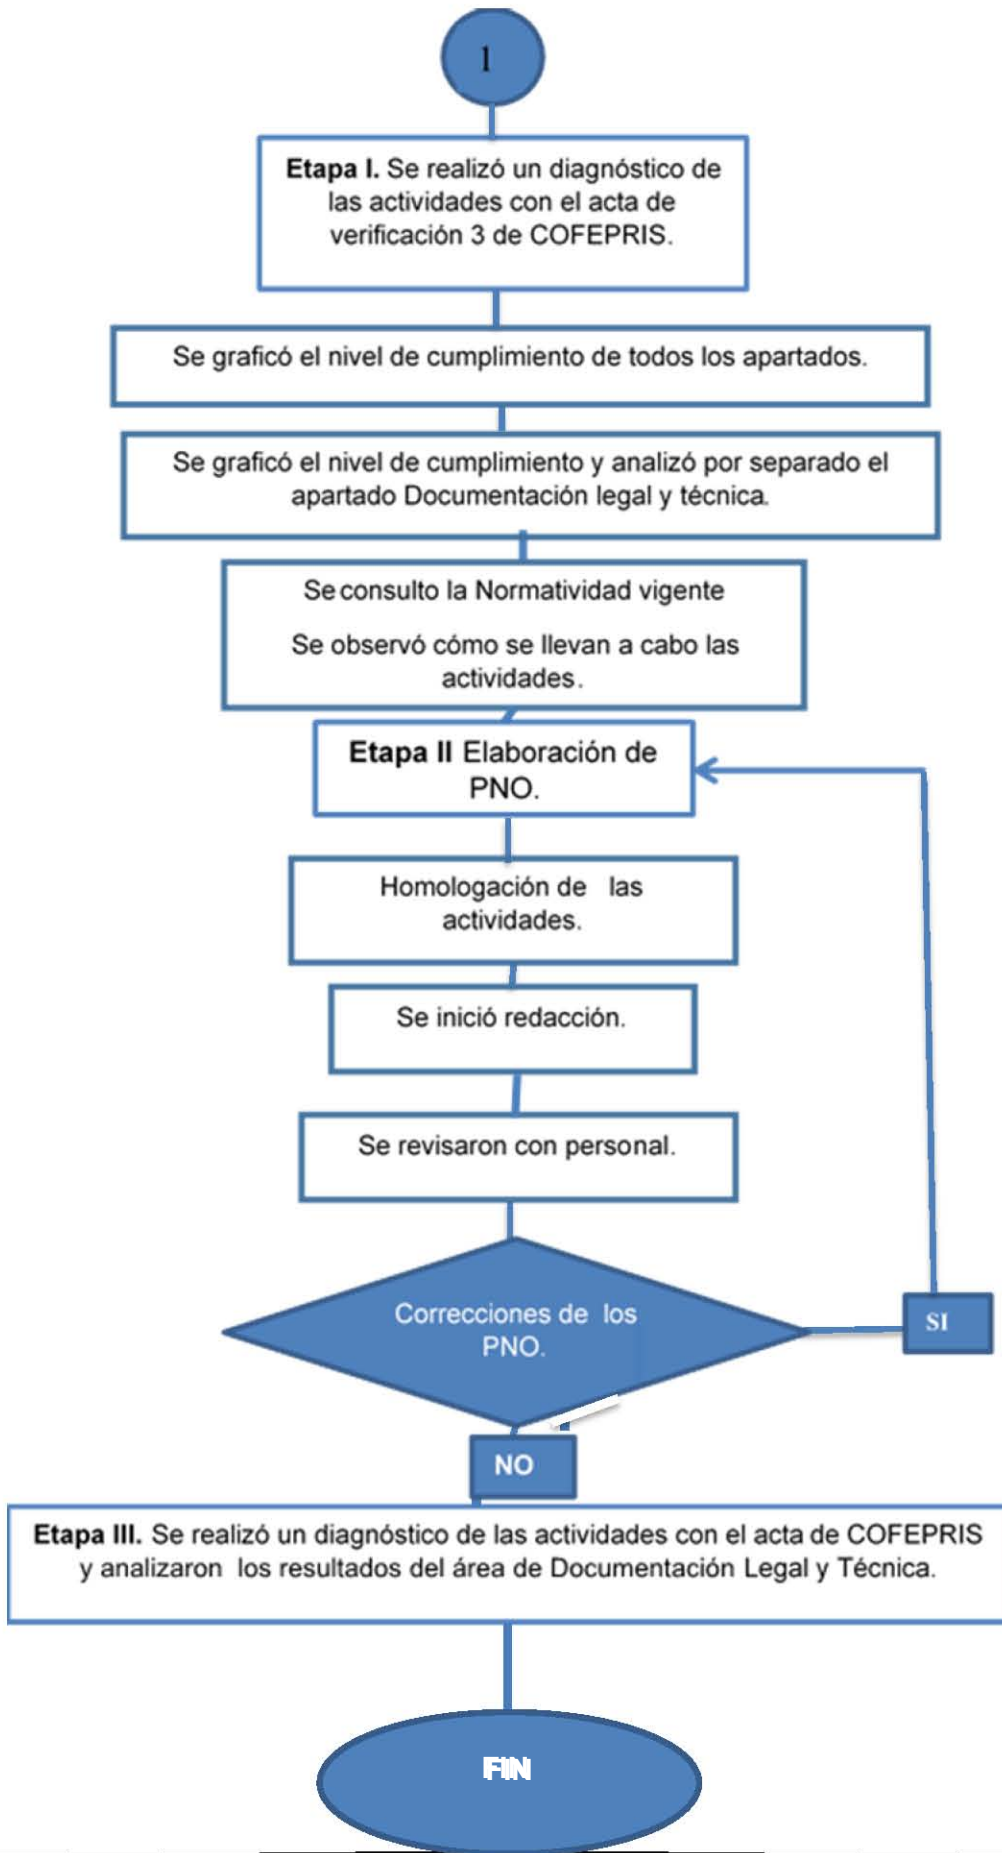 1
Etapa I. Se realizó un diagnóstico de
las actividades con el acta de
verificación 3 de COFEPRIS.
Se graficó el nivel de cumplimiento de todos los apartados.
Se graficó el nivel de cumplimiento y analizó por separado el
apartado Documentación legal y técnica.
Se consulto la Normatividad vigente
Se observó cómo se llevan a cabo las
actividades.
Etapa II Elaboración de
PNO.
Homologación de las
actividades.
Se inició redacción.
Se revisaron con personal.
Correcciones de los
PNO.
SI
NO
Etapa III. Se realizó un diagnóstico de las actividades con el acta de COFEPRIS
y analizaron los resultados del área de Documentación Legal y Técnica.
FIN